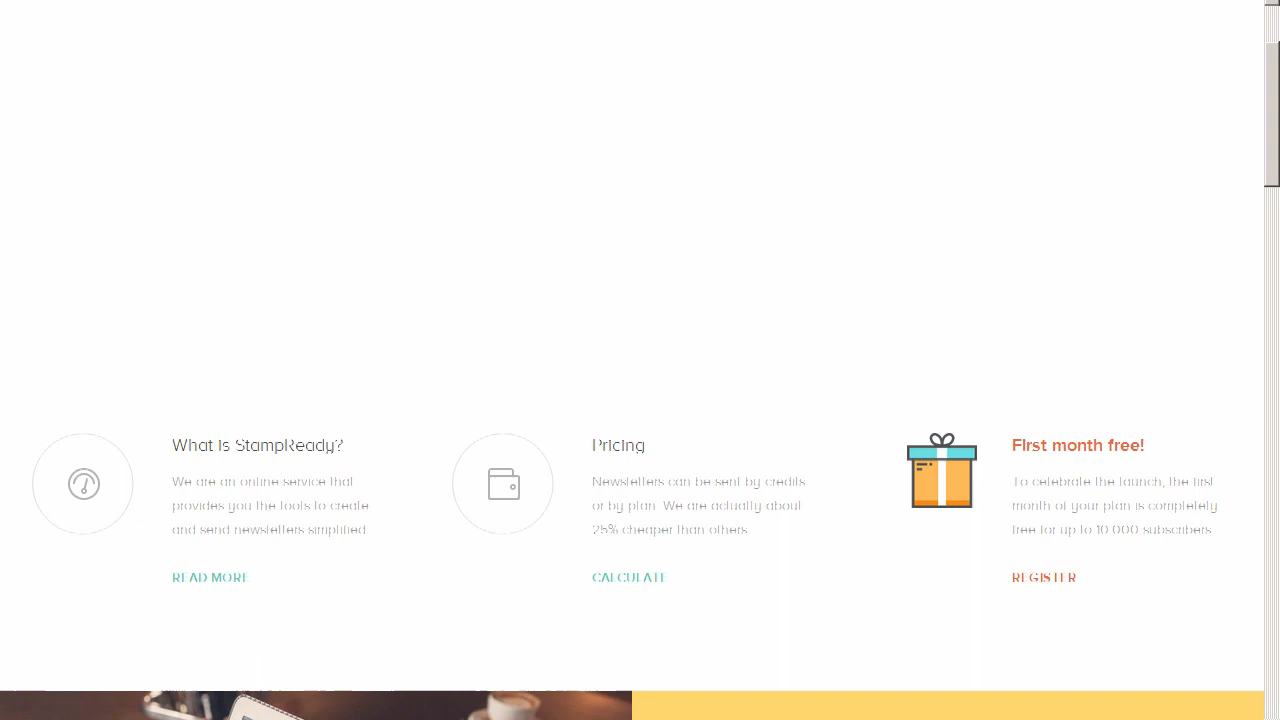 What is StampReady?
We are an online service that
provides you the tools to create
and send newsletters simplified
READ MORE
Pricing
Newsletters can be sent by credits
or by plan. We are actually about
25% cheaper than others
CALCULATE
First month free!
To celebrate the launch, the first
month of your plan is completely
free for up to 10.000 subscribers
REGISTER